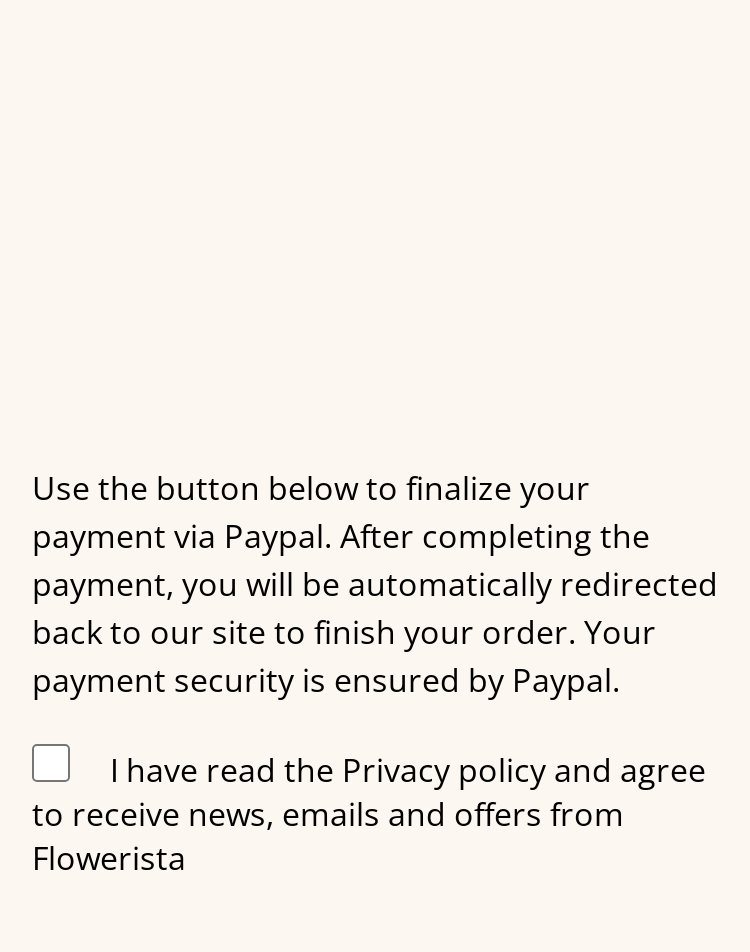 Use the button below to finalize your
payment via Paypal. After completing the
payment, you will be automatically redirected
back to our site to finish your order. Your
payment security is ensured by Paypal.
I have read the Privacy policy and agree
to receive news, emails and offers from
Flowerista